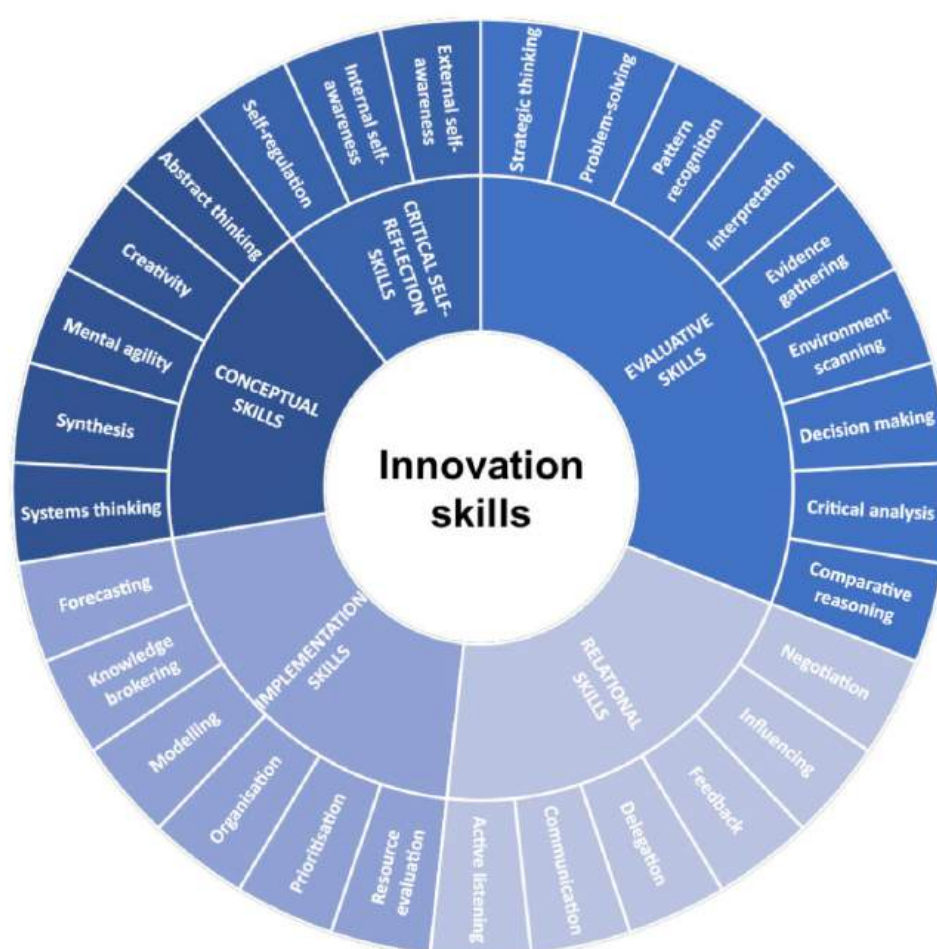 Innovation
skills
EVALUATIVE
SKILLS
Strategic thinking
Problem-solving
Pattern
recognition
Interpretation
Evidence
gathering
Environment
scanning
Decision making
Critical analysis
Comparative
reasoning
RELATIONAL
SKILLS
Negotiation
Influencing
Feedback
Delegation
Communication
Active listening
IMPLEMENTATION
SKILLS
Resource
evaluation
Prioritisation
Organisation
Modelling
Knowledge
brokering
Forecasting
CONCEPTUAL
SKILLS
Systems thinking
Synthesis
Mental agility
Creativity
Abstract thinking
CRITICAL SELF-
REFLECTION
SKILLS
Self-regulation
Internal self-
awareness
External self-
awareness